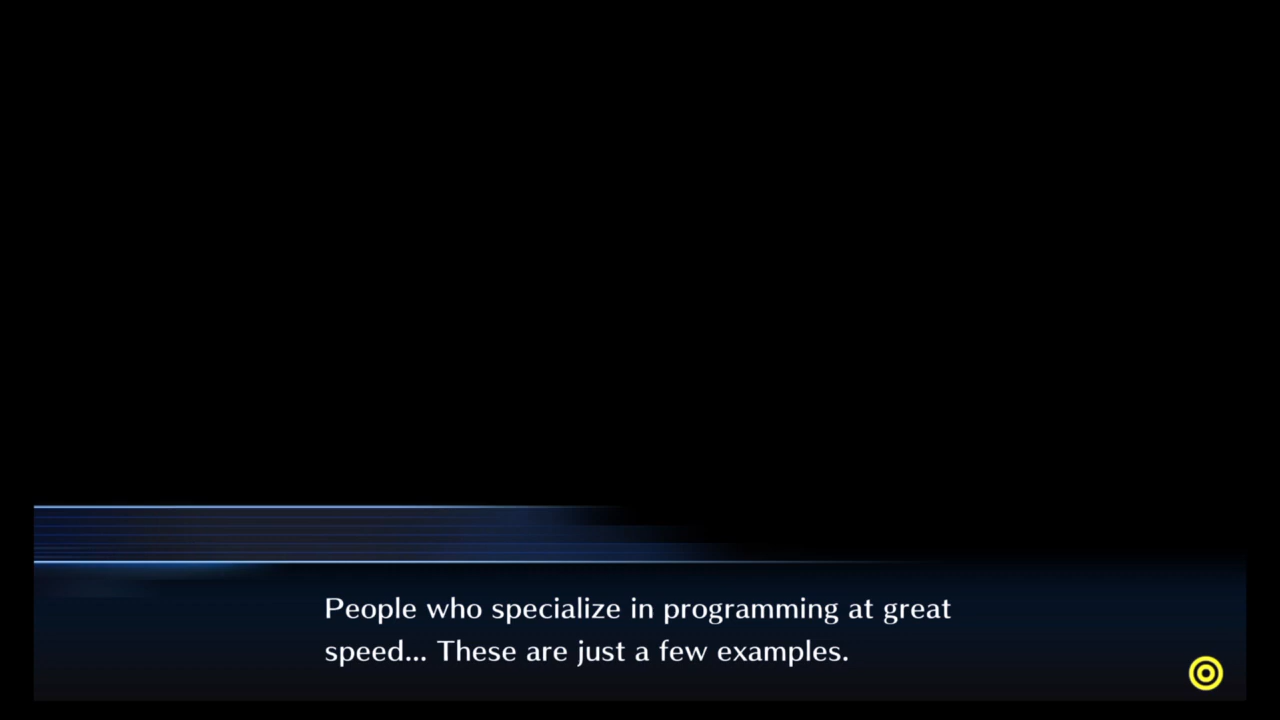 People who specialize in programming at great
speed... These are just a few examples.